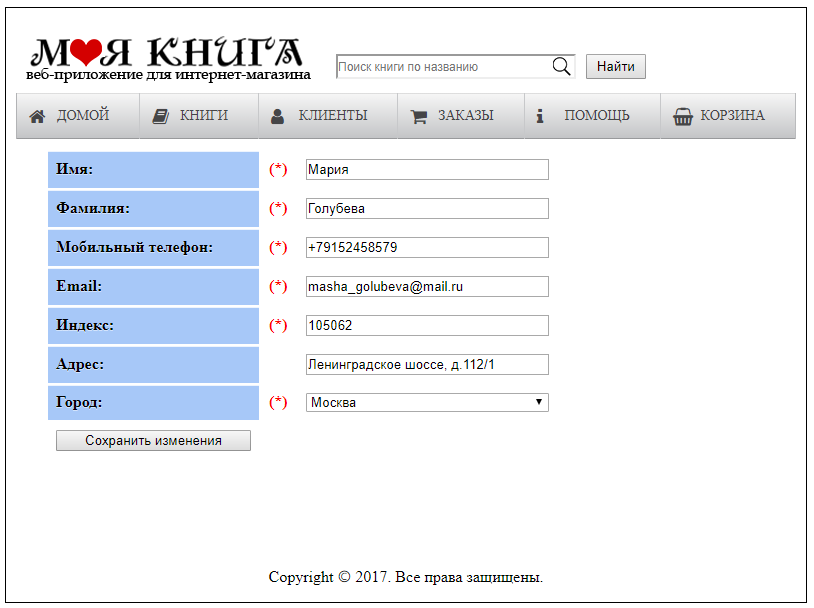 МОЯ КНИГА
веб-приложение для интернет-магазина
Поиск книги по названию Найти
ДОМОЙ КНИГИ КЛИЕНТЫ ЗАКАЗЫ ПОМОЩЬ КОРЗИНА
Имя: (*) Мария
Фамилия: (*) Голубева
Мобильный телефон: (*) +79152458579
Email: (*) masha_golubeva@mail.ru
Индекс: (*) 105062
Адрес: Ленинградское шоссе, д.112/1
Город: (*) Москва
Сохранить изменения
Copyright © 2017. Все права защищены.